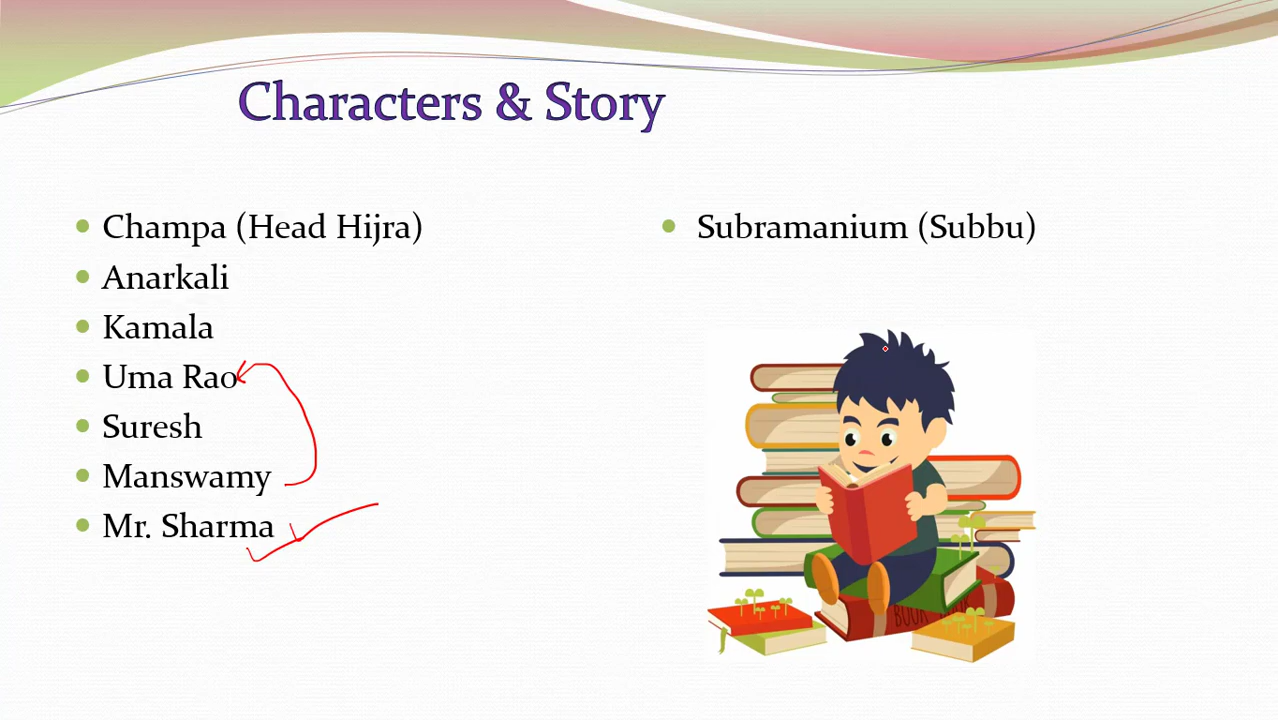 Characters & Story
Champa (Head Hijra)
Anarkali
Kamala
Uma Rao
Suresh
Manswamy
Mr. Sharma
Subramanium (Subbu)